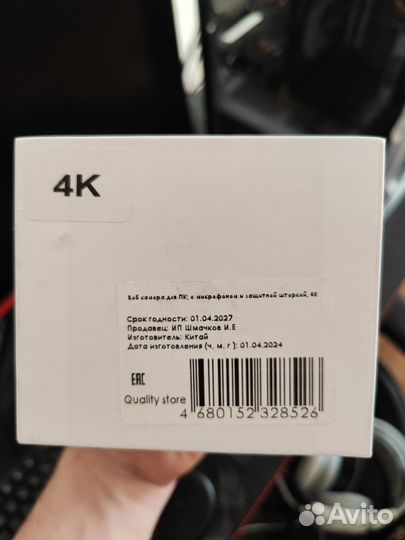 4K
Веб камера для ПК; с микрофоном и защитной шторкой, 4K
Срок годности: 01.04.2027
Продавец: ИП Шмачков И.Е
Изготовитель: Китай
Дата изготовления (ч, м, г): 01.04.2024
EAC
Quality store
4 680152 328526
Avito